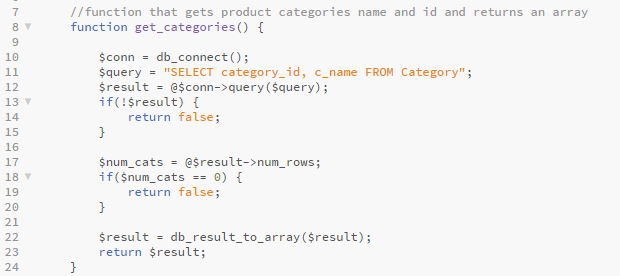 7 //function that gets product categories name and id and returns an array
8 function get_categories() {
9
10 $conn = db_connect();
11 $query = "SELECT category_id, c_name FROM Category";
12 $result = @$conn->query($query);
13 if(!$result) {
14 return false;
15 }
16
17 $num_cats = @$result->num_rows;
18 if($num_cats == 0) {
19 return false;
20 }
21
22 $result = db_result_to_array($result);
23 return $result;
24 }